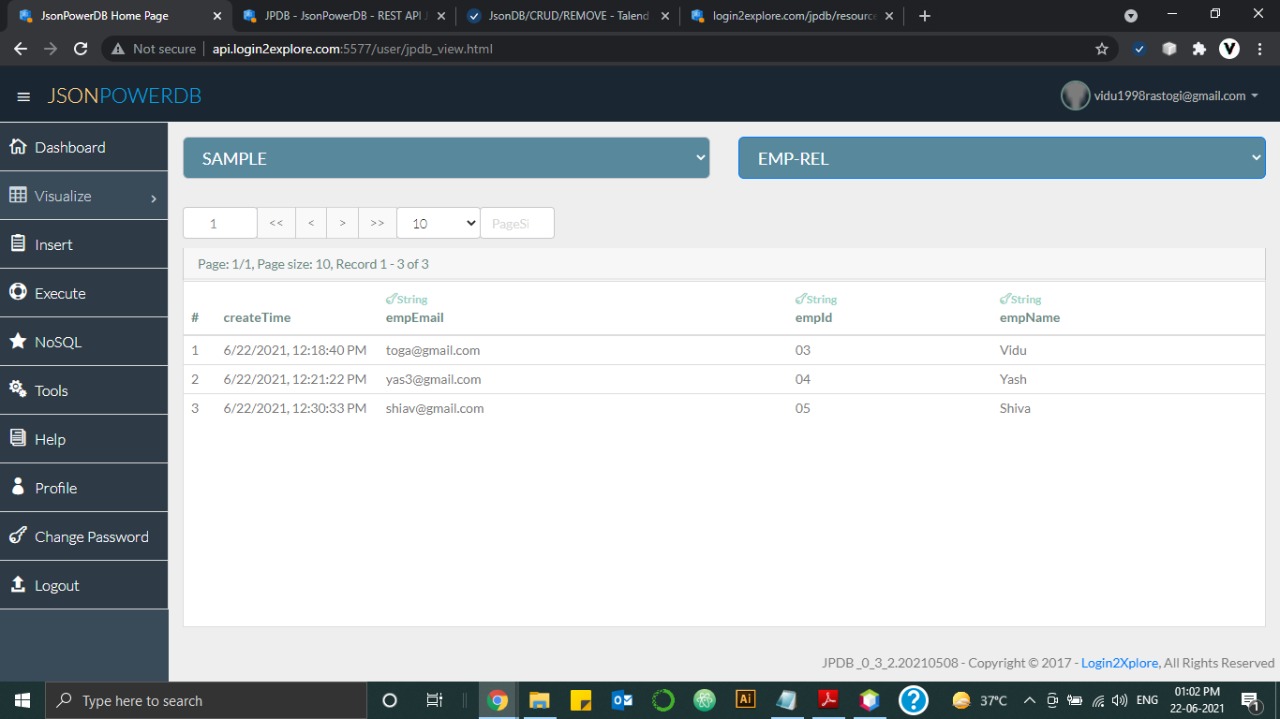 JsonPowerDB Home Page
JPDB - JsonPowerDB - REST API J
JsonDB/CRUD/REMOVE - Talend
login2explore.com/jpdb/resource
Not secure | api.login2explore.com:5577/user/jpdb_view.html
JSONPOWERDB
vidu1998rastogi@gmail.com
Dashboard
Visualize
Insert
Execute
NoSQL
Tools
Help
Profile
Change Password
Logout
SAMPLE
EMP-REL
1 << < > >> 10 PageSi
Page: 1/1, Page size: 10, Record 1 - 3 of 3
String String String
# createTime empEmail empId empName
1 6/22/2021, 12:18:40 PM toga@gmail.com 03 Vidu
2 6/22/2021, 12:21:22 PM yas3@gmail.com 04 Yash
3 6/22/2021, 12:30:33 PM shiav@gmail.com 05 Shiva
JPDB_0_3_2.20210508 - Copyright © 2017 - Login2Xplore, All Rights Reserved
Type here to search
Ai
37°C
ENG
01:02 PM
22-06-2021
1